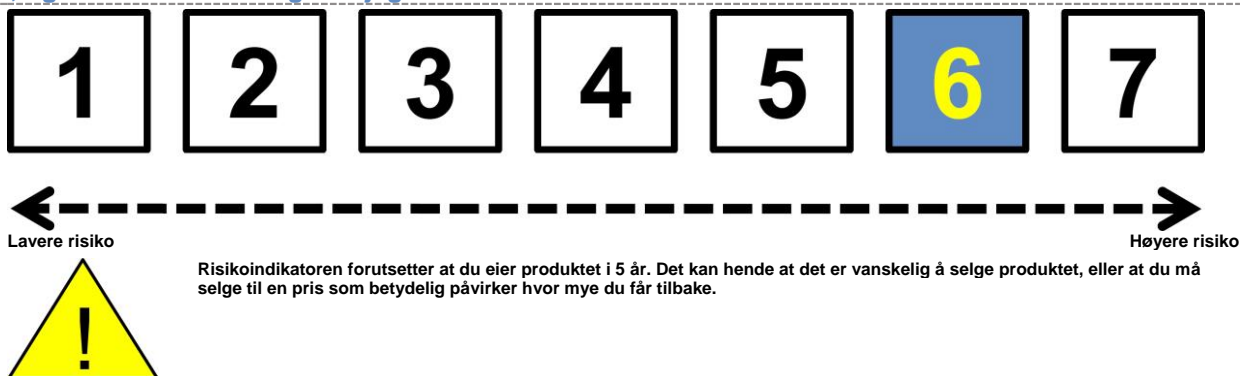 1 2 3 4 5 6 7
Lavere risiko Høyere risiko
Risikoindikatoren forutsetter at du eier produktet i 5 år. Det kan hende at det er vanskelig å selge produktet, eller at du må
selge til en pris som betydelig påvirker hvor mye du får tilbake.
!